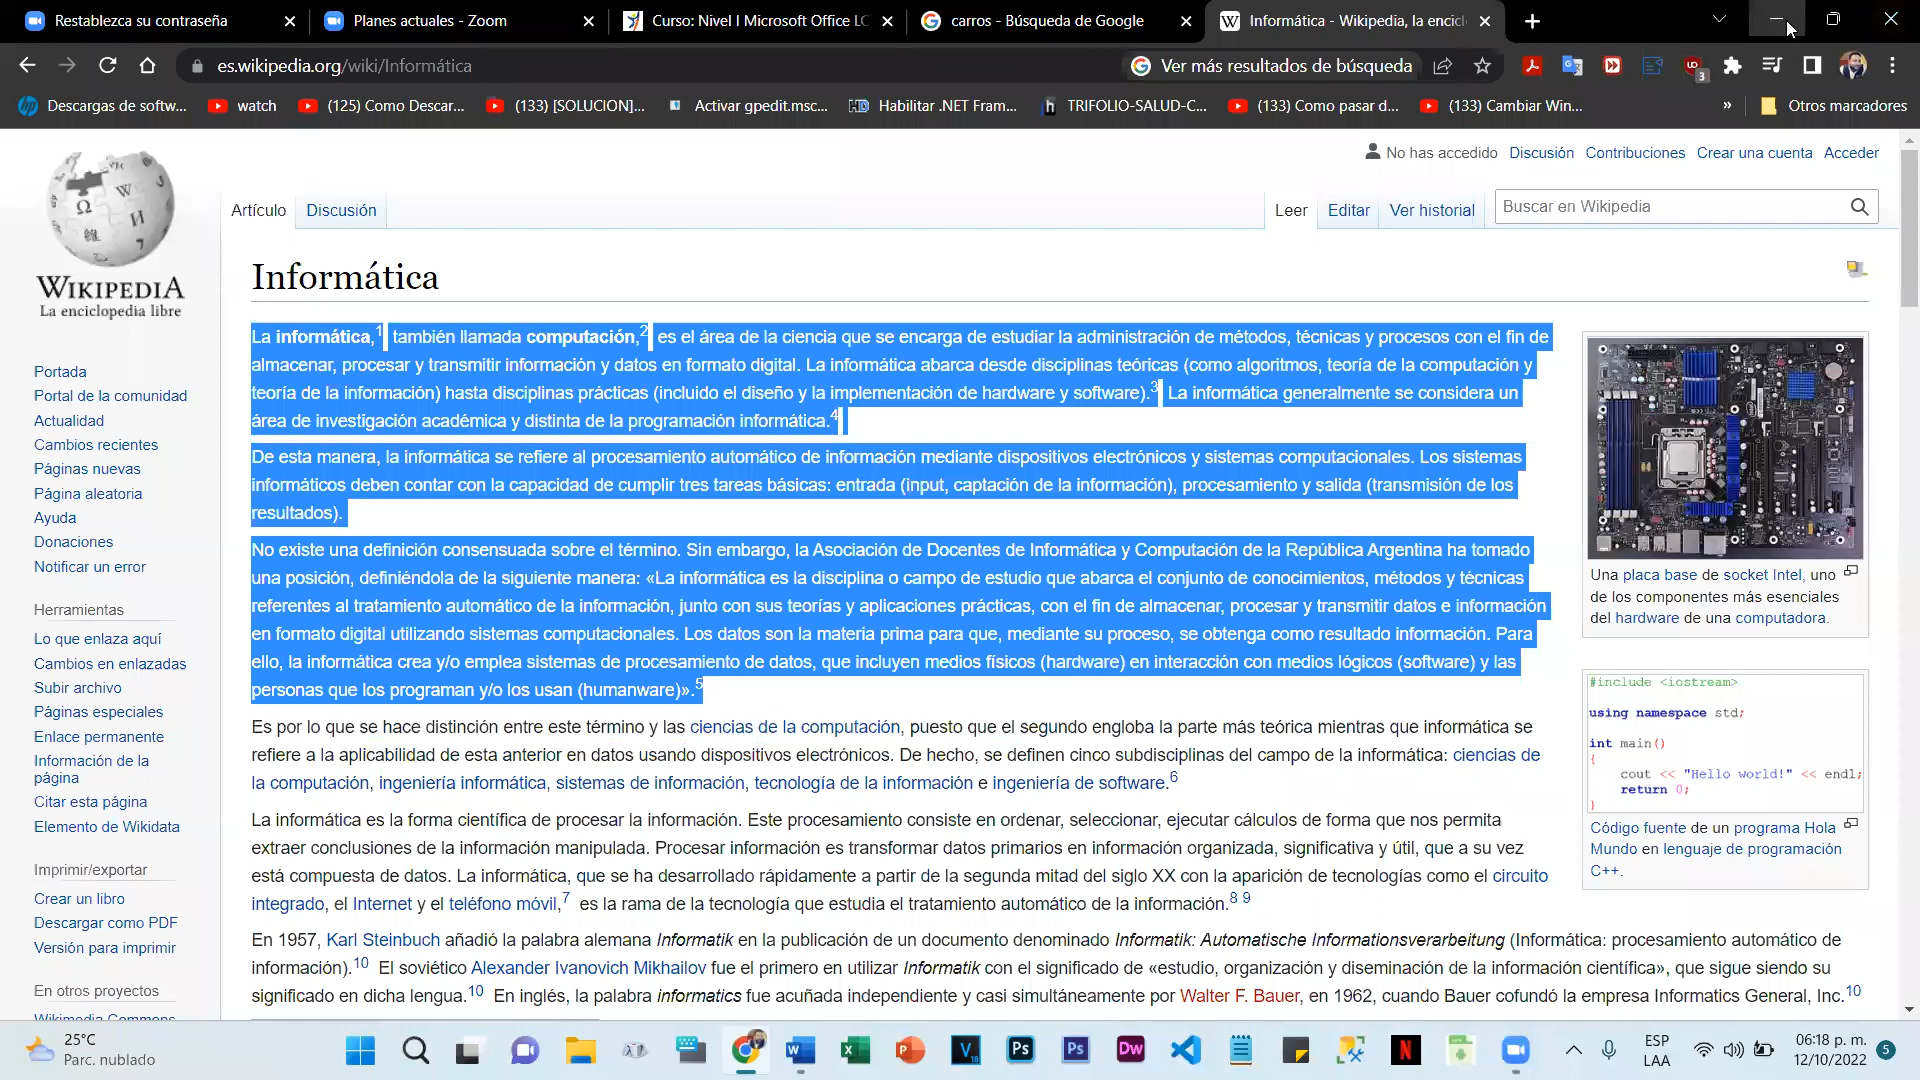 Restablezca su contraseña
Planes actuales - Zoom
Curso: Nivel I Microsoft Office LC
carros - Búsqueda de Google
Informática - Wikipedia, la encicl
es.wikipedia.org/wiki/Informática
Ver más resultados de búsqueda
3
Descargas de softw...
watch
(125) Como Descar...
(133) [SOLUCION]...
Activar gpedit.msc...
Habilitar .NET Fram...
TRIFOLIO-SALUD-C...
(133) Como pasar d...
(133) Cambiar Win...
»
Otros marcadores
No has accedido Discusión Contribuciones Crear una cuenta Acceder
WIKIPEDIA
La enciclopedia libre
Artículo Discusión
Leer Editar Ver historial
Buscar en Wikipedia
Informática
La informática,1 también llamada computación,2 es el área de la ciencia que se encarga de estudiar la administración de métodos, técnicas y procesos con el fin de
almacenar, procesar y transmitir información y datos en formato digital. La informática abarca desde disciplinas teóricas (como algoritmos, teoría de la computación y
teoría de la información) hasta disciplinas prácticas (incluido el diseño y la implementación de hardware y software).3 La informática generalmente se considera un
área de investigación académica y distinta de la programación informática.4
De esta manera, la informática se refiere al procesamiento automático de información mediante dispositivos electrónicos y sistemas computacionales. Los sistemas
informáticos deben contar con la capacidad de cumplir tres tareas básicas: entrada (input, captación de la información), procesamiento y salida (transmisión de los
resultados).
No existe una definición consensuada sobre el término. Sin embargo, la Asociación de Docentes de Informática y Computación de la República Argentina ha tomado
una posición, definiéndola de la siguiente manera: «La informática es la disciplina o campo de estudio que abarca el conjunto de conocimientos, métodos y técnicas
referentes al tratamiento automático de la información, junto con sus teorías y aplicaciones prácticas, con el fin de almacenar, procesar y transmitir datos e información
en formato digital utilizando sistemas computacionales. Los datos son la materia prima para que, mediante su proceso, se obtenga como resultado información. Para
ello, la informática crea y/o emplea sistemas de procesamiento de datos, que incluyen medios físicos (hardware) en interacción con medios lógicos (software) y las
personas que los programan y/o los usan (humanware)».5
Es por lo que se hace distinción entre este término y las ciencias de la computación, puesto que el segundo engloba la parte más teórica mientras que informática se
refiere a la aplicabilidad de esta anterior en datos usando dispositivos electrónicos. De hecho, se definen cinco subdisciplinas del campo de la informática: ciencias de
la computación, ingeniería informática, sistemas de información, tecnología de la información e ingeniería de software.6
La informática es la forma científica de procesar la información. Este procesamiento consiste en ordenar, seleccionar, ejecutar cálculos de forma que nos permita
extraer conclusiones de la información manipulada. Procesar información es transformar datos primarios en información organizada, significativa y útil, que a su vez
está compuesta de datos. La informática, que se ha desarrollado rápidamente a partir de la segunda mitad del siglo XX con la aparición de tecnologías como el circuito
integrado, el Internet y el teléfono móvil,7 es la rama de la tecnología que estudia el tratamiento automático de la información.8 9
En 1957, Karl Steinbuch añadió la palabra alemana Informatik en la publicación de un documento denominado Informatik: Automatische Informationsverarbeitung (Informática: procesamiento automático de
información).10 El soviético Alexander Ivanovich Mikhailov fue el primero en utilizar Informatik con el significado de «estudio, organización y diseminación de la información científica», que sigue siendo su
significado en dicha lengua.10 En inglés, la palabra informatics fue acuñada independiente y casi simultáneamente por Walter F. Bauer, en 1962, cuando Bauer cofundó la empresa Informatics General, Inc.10
Una placa base de socket Intel, uno
de los componentes más esenciales
del hardware de una computadora.
#include <iostream>
using namespace std;
int main()
{
cout << "Hello world!" << endl;
return 0;
}
Código fuente de un programa Hola
Mundo en lenguaje de programación
C++.
Portada
Portal de la comunidad
Actualidad
Cambios recientes
Páginas nuevas
Página aleatoria
Ayuda
Donaciones
Notificar un error
Herramientas
Lo que enlaza aquí
Cambios en enlazadas
Subir archivo
Páginas especiales
Enlace permanente
Información de la
página
Citar esta página
Elemento de Wikidata
Imprimir/exportar
Crear un libro
Descargar como PDF
Versión para imprimir
En otros proyectos
Wikimedia Commons
25°C
Parc. nublado
Ps
Ps
Dw
ESP
LAA
06:18 p. m.
12/10/2022
5